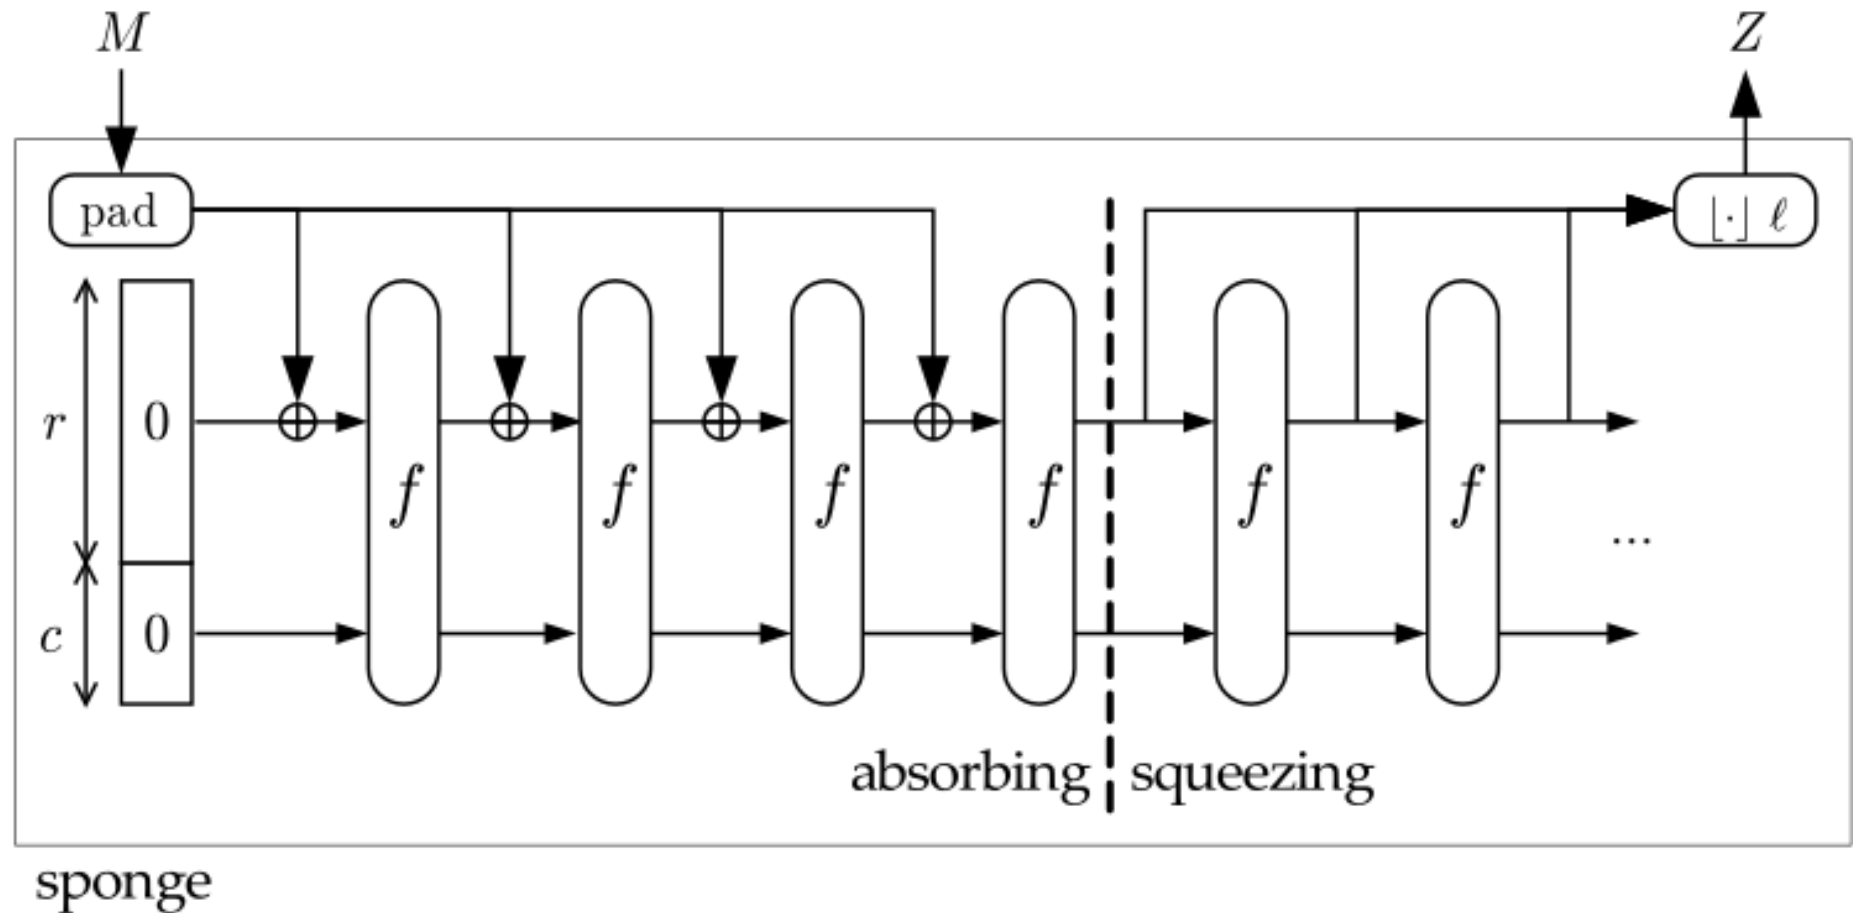 M Z
pad ⌊·⌋ ℓ
r 0 ⊕ ⊕ ⊕ ⊕
f f f f f f
...
c 0
absorbing squeezing
sponge